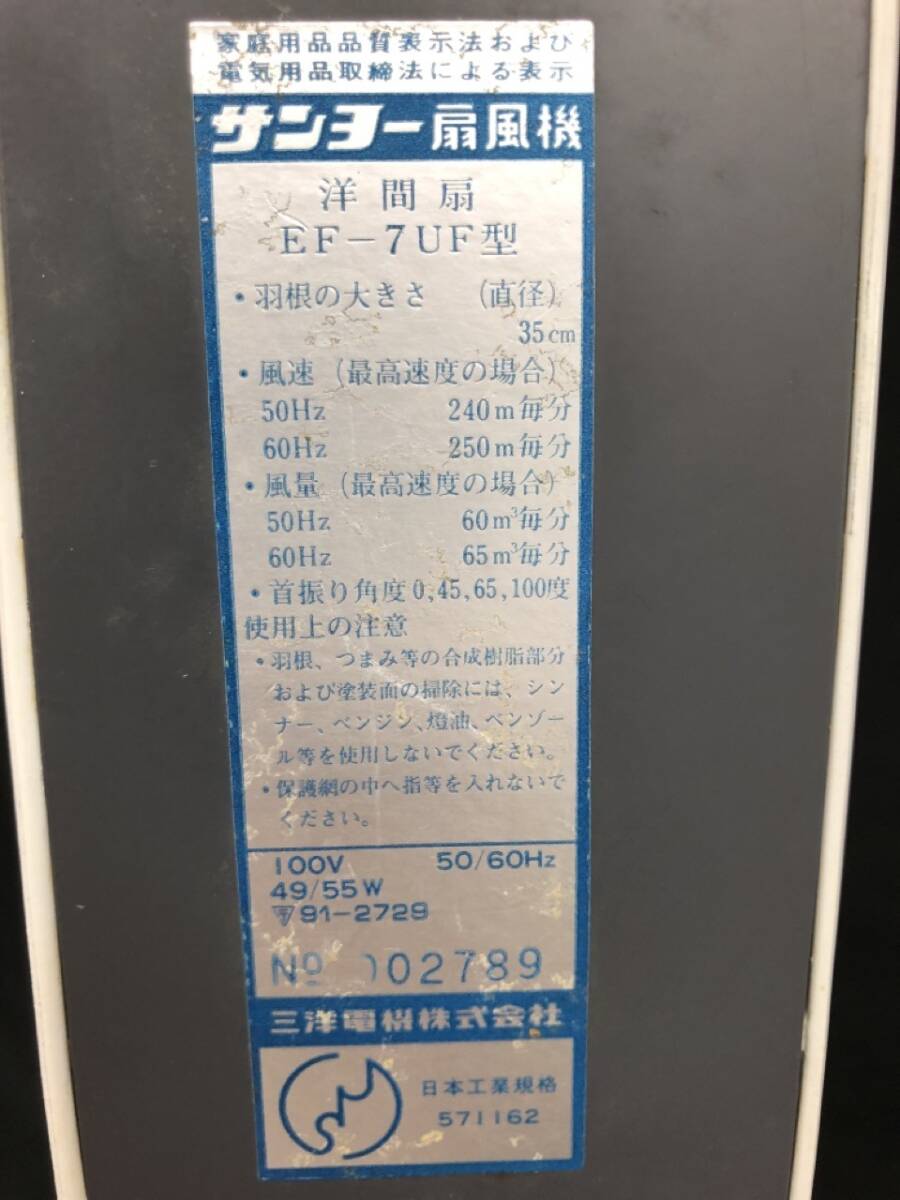 家庭用品品質表示法および
電気用品取締法による表示
サンヨー扇風機
洋間扇
EF-7UF型
・羽根の大きさ (直径)
35cm
・風速 (最高速度の場合)
50Hz 240m毎分
60Hz 250m毎分
・風量 (最高速度の場合)
50Hz 60m³毎分
60Hz 65m³毎分
・首振り角度0,45,65,100度
使用上の注意
・羽根、つまみ等の合成樹脂部分
および塗装面の掃除には、シン
ナー、ベンジン、燈油、ベンゾー
ル等を使用しないでください。
・保護網の中へ指等を入れないで
ください。
100V 50/60Hz
49/55W
91-2729
No 02789
三洋電機株式会社
日本工業規格
571162